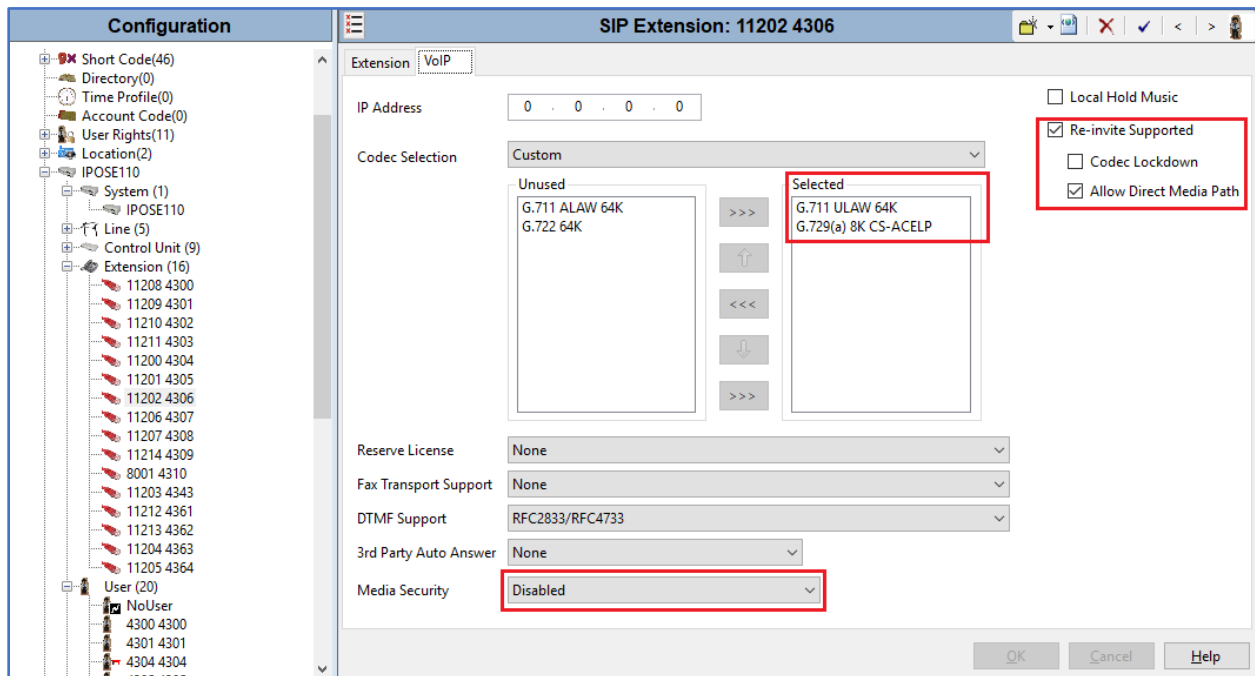 Configuration
Short Code(46)
Directory(0)
Time Profile(0)
Account Code(0)
User Rights(11)
Location(2)
IPOSE110
System (1)
IPOSE110
Line (5)
Control Unit (9)
Extension (16)
11208 4300
11209 4301
11210 4302
11211 4303
11200 4304
11201 4305
11202 4306
11206 4307
11207 4308
11214 4309
8001 4310
11203 4343
11212 4361
11213 4362
11204 4363
11205 4364
User (20)
NoUser
4300 4300
4301 4301
4304 4304
SIP Extension: 11202 4306
Extension VoIP
IP Address 0 . 0 . 0 . 0
Codec Selection Custom
Unused
G.711 ALAW 64K
G.722 64K
>>>
<<<
>>>
Selected
G.711 ULAW 64K
G.729(a) 8K CS-ACELP
Local Hold Music
Re-invite Supported
Codec Lockdown
Allow Direct Media Path
Reserve License None
Fax Transport Support None
DTMF Support RFC2833/RFC4733
3rd Party Auto Answer None
Media Security Disabled
OK Cancel Help